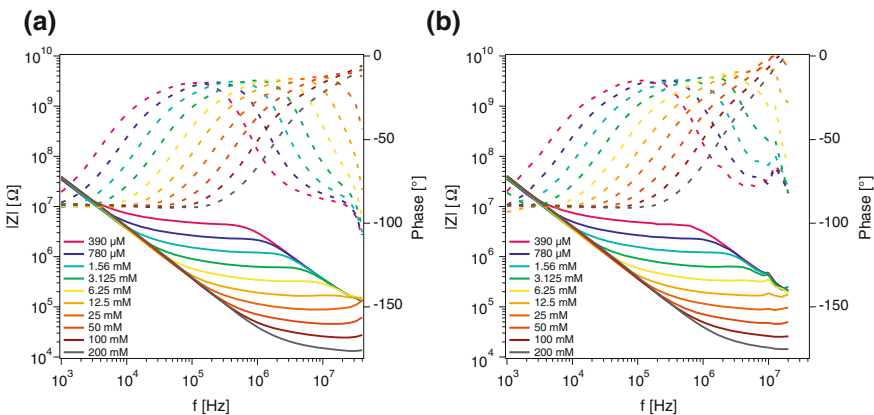 (a)
(b)
10^10
10^9
10^8
10^7
10^6
10^5
10^4
|Z| [Ω]
390 µM
780 µM
1.56 mM
3.125 mM
6.25 mM
12.5 mM
25 mM
50 mM
100 mM
200 mM
0
-50
-100
-150
Phase [°]
10^3
10^4
10^5
10^6
10^7
f [Hz]
10^10
10^9
10^8
10^7
10^6
10^5
10^4
|Z| [Ω]
390 µM
780 µM
1.56 mM
3.125 mM
6.25 mM
12.5 mM
25 mM
50 mM
100 mM
200 mM
0
-50
-100
-150
Phase [°]
10^3
10^4
10^5
10^6
10^7
f [Hz]